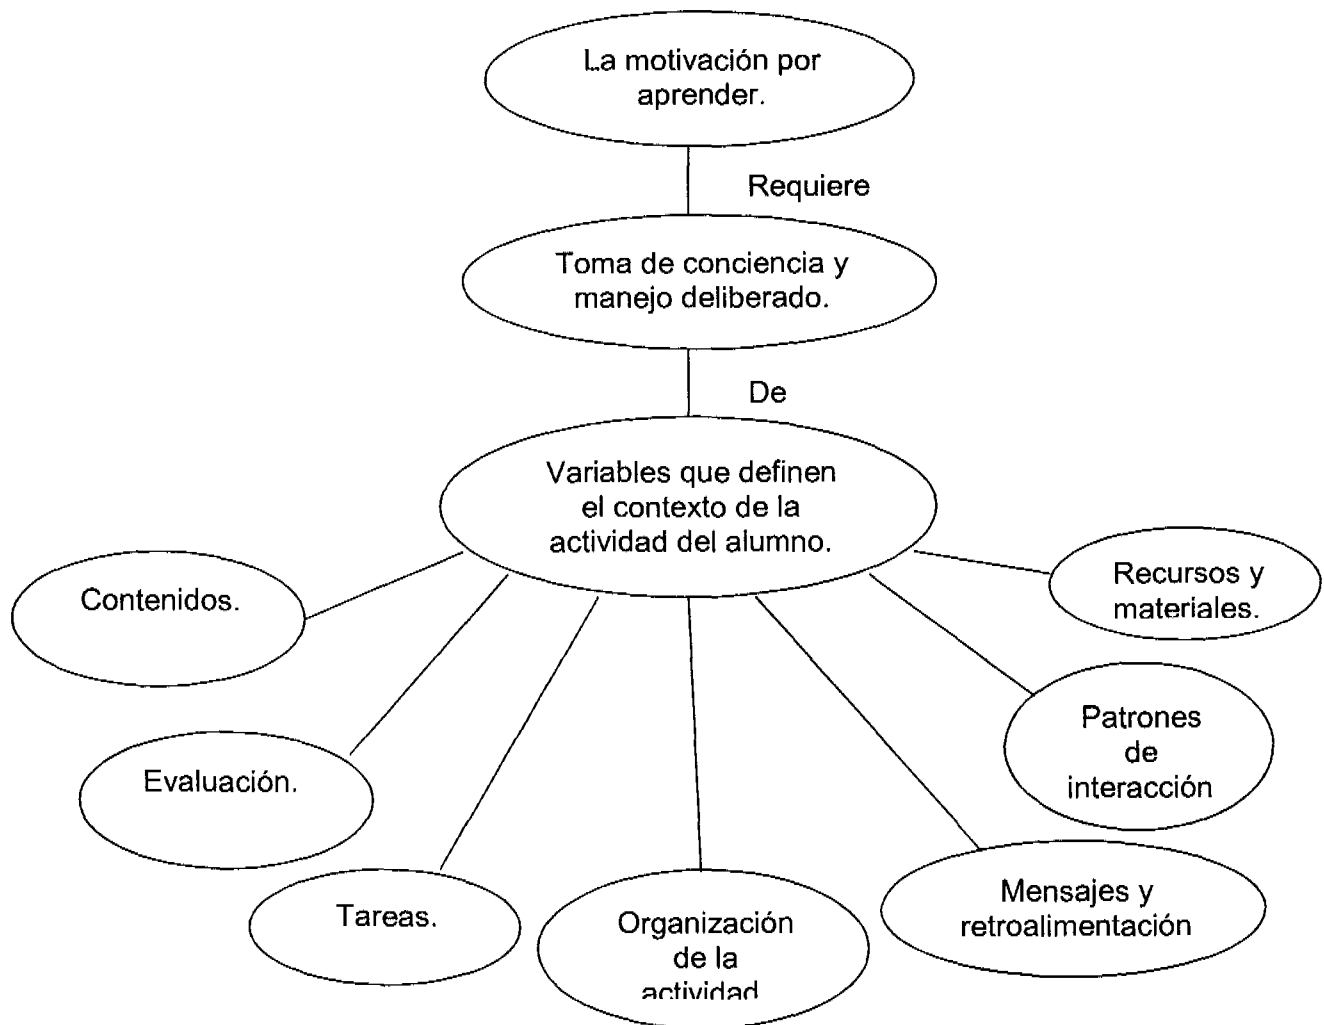 La motivación por
aprender.
Requiere
Toma de conciencia y
manejo deliberado.
De
Variables que definen
el contexto de la
actividad del alumno.
Contenidos.
Evaluación.
Tareas.
Organización
de la
actividad
Mensajes y
retroalimentación
Patrones
de
interacción
Recursos y
materiales.